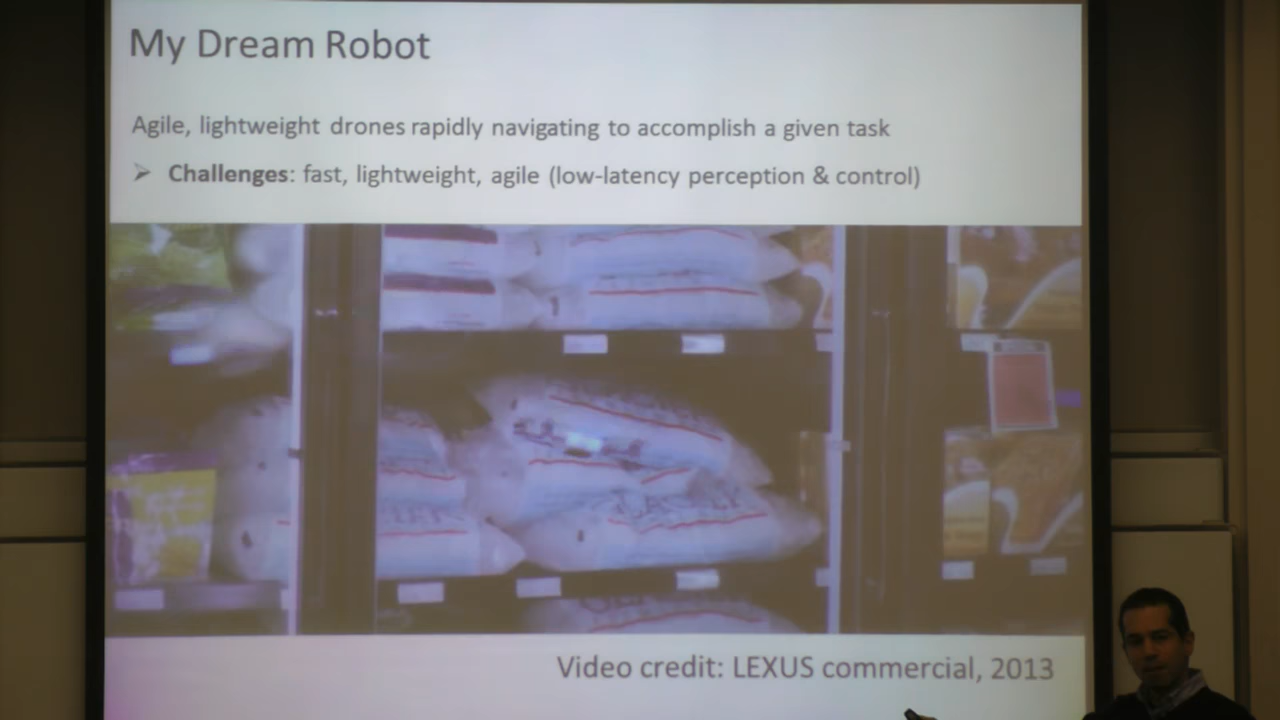 My Dream Robot
Agile, lightweight drones rapidly navigating to accomplish a given task
➢ Challenges: fast, lightweight, agile (low-latency perception & control)
Video credit: LEXUS commercial, 2013